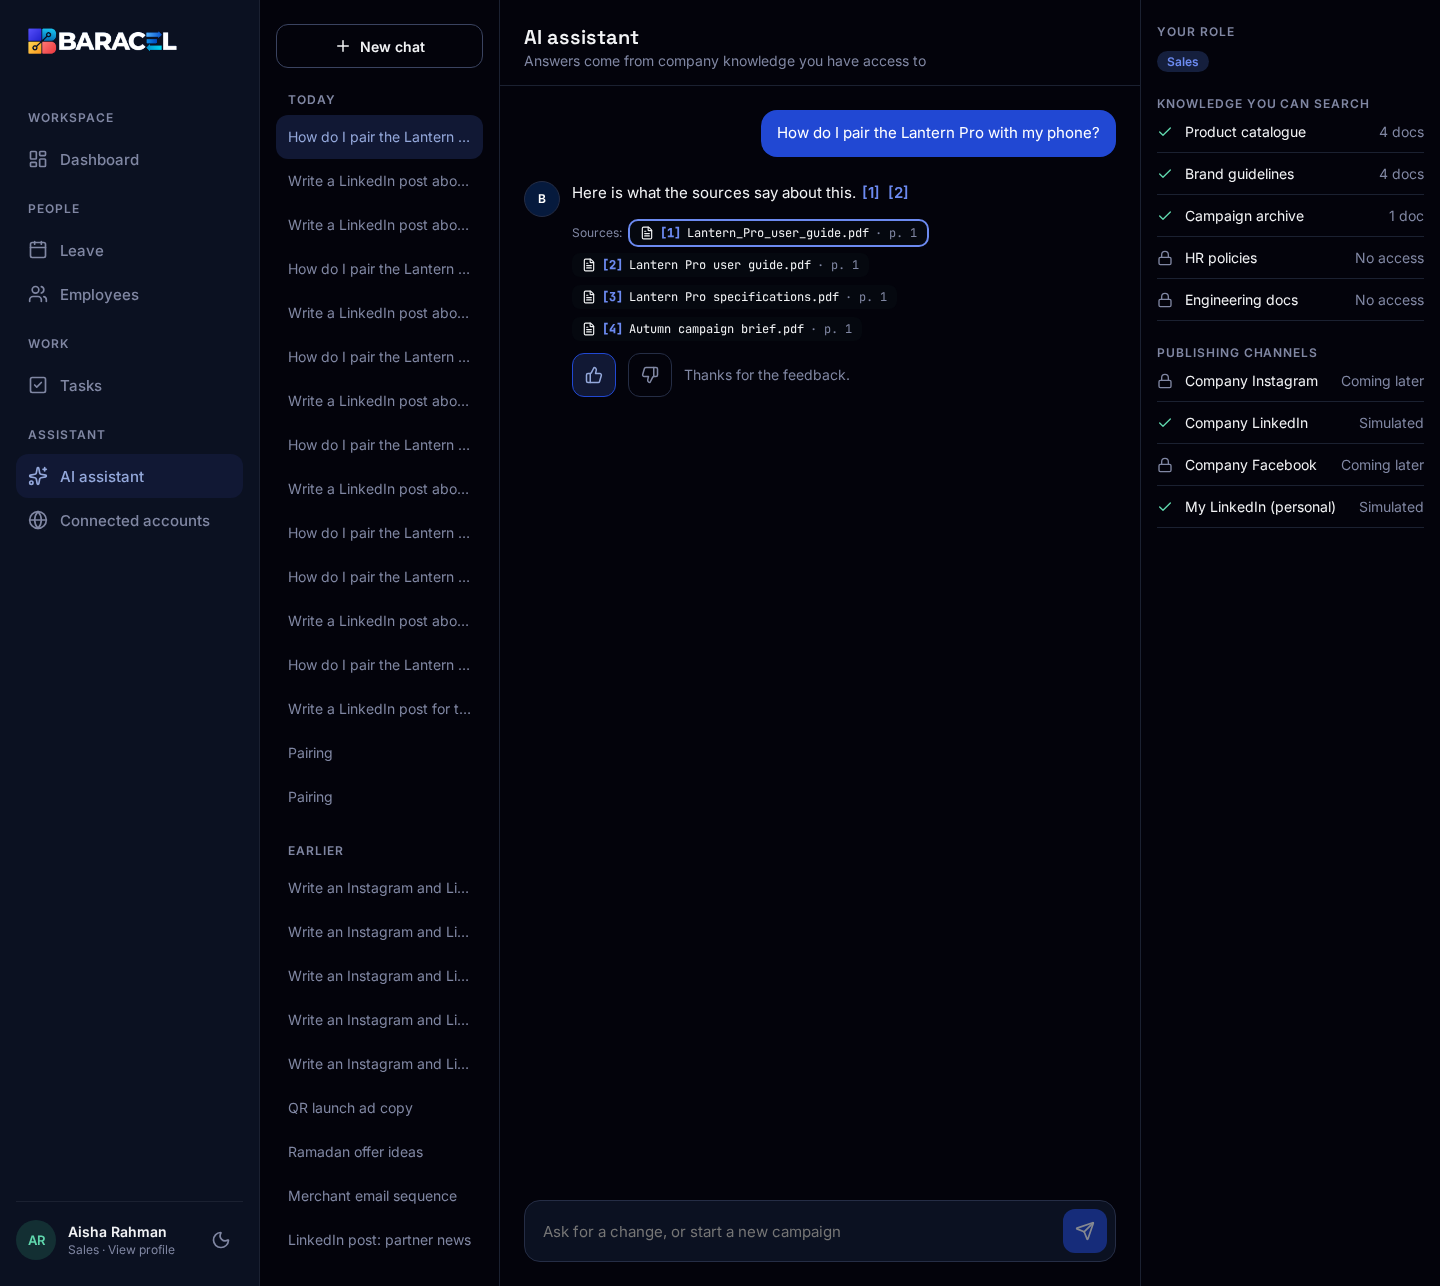 BARACEL
WORKSPACE
Dashboard
PEOPLE
Leave
Employees
WORK
Tasks
ASSISTANT
AI assistant
Connected accounts
AR
Aisha Rahman
Sales · View profile
New chat
TODAY
How do I pair the Lantern ...
Write a LinkedIn post abo...
Write a LinkedIn post abo...
How do I pair the Lantern ...
Write a LinkedIn post abo...
How do I pair the Lantern ...
Write a LinkedIn post abo...
How do I pair the Lantern ...
Write a LinkedIn post abo...
How do I pair the Lantern ...
How do I pair the Lantern ...
Write a LinkedIn post abo...
How do I pair the Lantern ...
Write a LinkedIn post for t...
Pairing
Pairing
EARLIER
Write an Instagram and Li...
Write an Instagram and Li...
Write an Instagram and Li...
Write an Instagram and Li...
Write an Instagram and Li...
QR launch ad copy
Ramadan offer ideas
Merchant email sequence
LinkedIn post: partner news
AI assistant
Answers come from company knowledge you have access to
How do I pair the Lantern Pro with my phone?
B
Here is what the sources say about this. [1] [2]
Sources: [1] Lantern_Pro_user_guide.pdf · p. 1
[2] Lantern Pro user guide.pdf · p. 1
[3] Lantern Pro specifications.pdf · p. 1
[4] Autumn campaign brief.pdf · p. 1
Thanks for the feedback.
Ask for a change, or start a new campaign
YOUR ROLE
Sales
KNOWLEDGE YOU CAN SEARCH
Product catalogue 4 docs
Brand guidelines 4 docs
Campaign archive 1 doc
HR policies No access
Engineering docs No access
PUBLISHING CHANNELS
Company Instagram Coming later
Company LinkedIn Simulated
Company Facebook Coming later
My LinkedIn (personal) Simulated